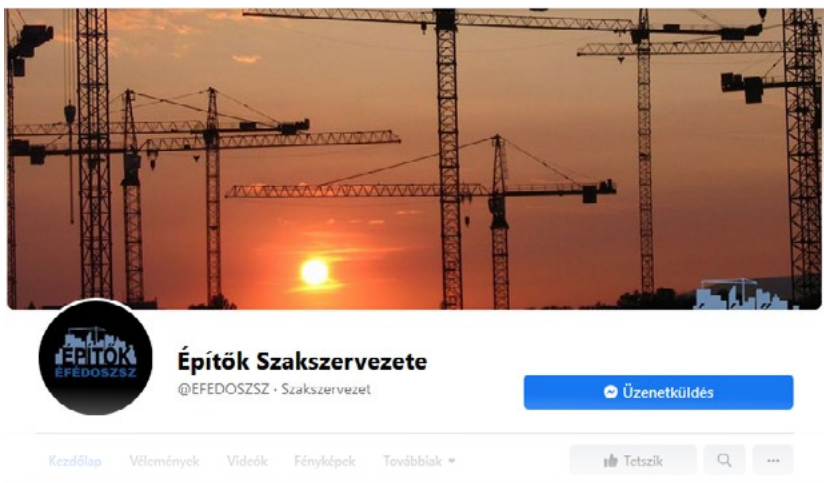 ÉPÍTŐK
ÉFÉDOSZSZ
Építők Szakszervezete
@EFEDOSZSZ · Szakszervezet
Üzenetküldés
Kezdőlap Vélemények Videók Fényképek Továbbiak
Tetszik